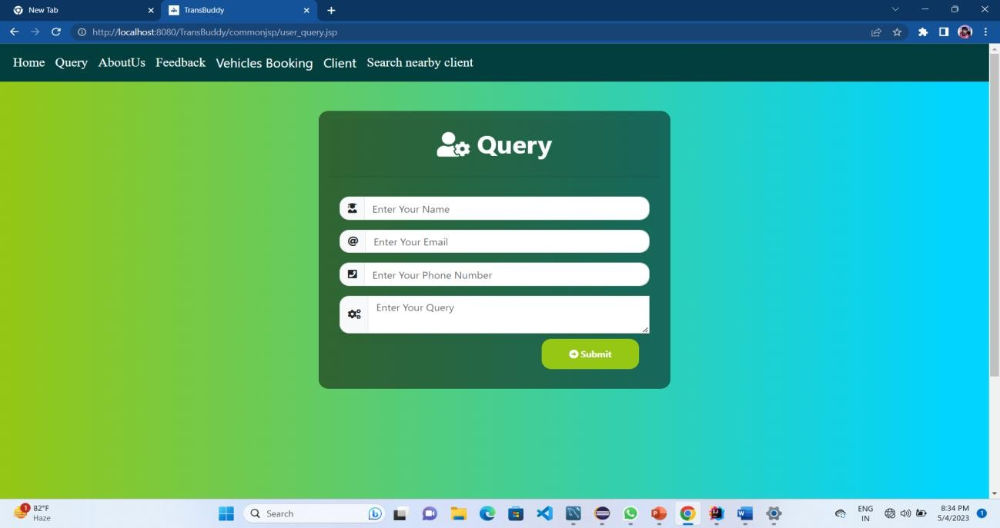 New Tab
TransBuddy
http://localhost:8080/TransBuddy/commonjsp/user_query.jsp
Home Query AboutUs Feedback Vehicles Booking Client Search nearby client
Query
Enter Your Name
@ Enter Your Email
Enter Your Phone Number
Enter Your Query
Submit
1 82°F
Haze
Search
ENG
IN
8:34 PM
5/4/2023
1